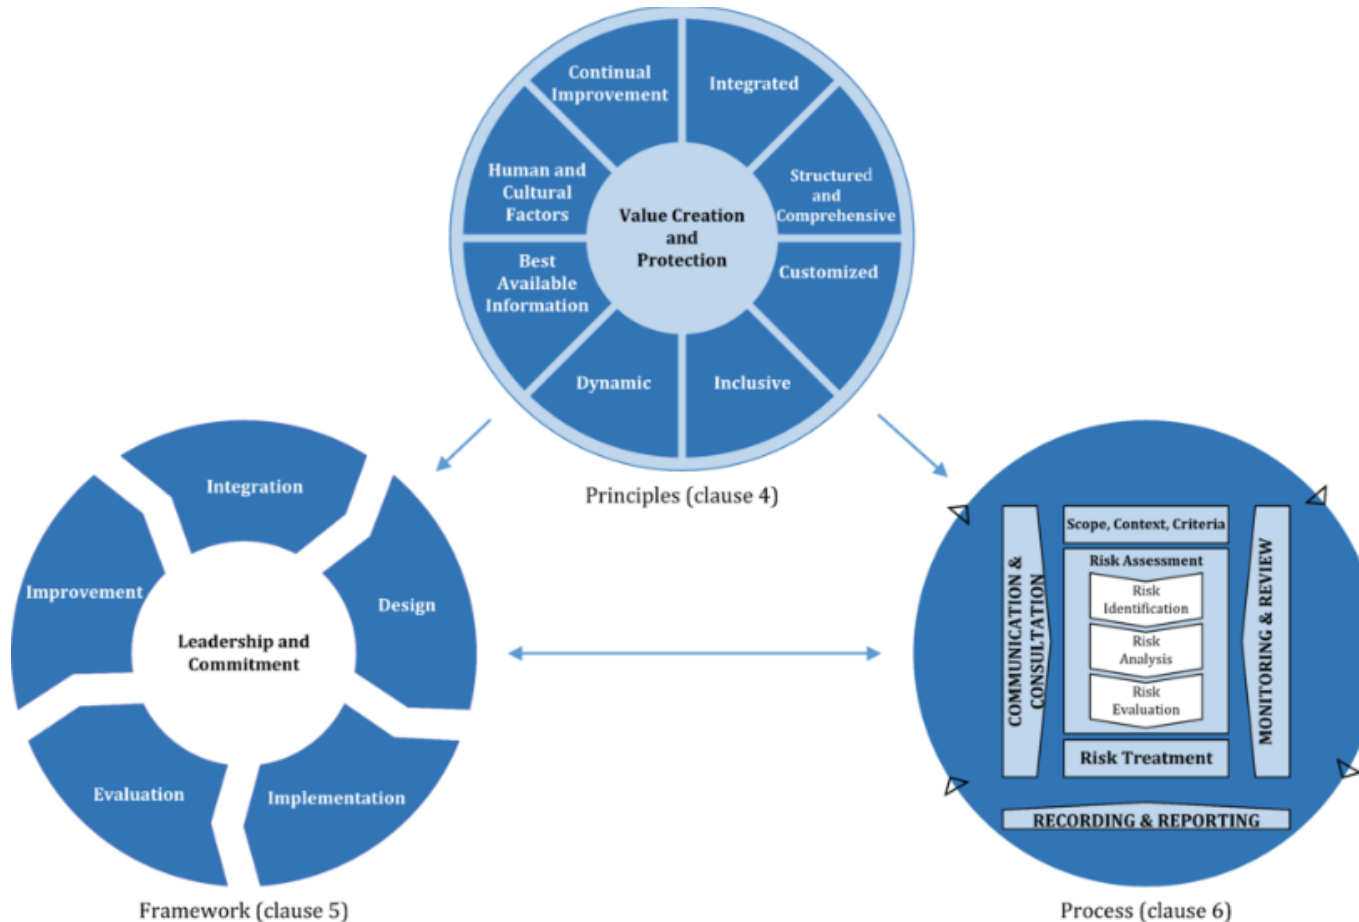 Continual
Improvement
Integrated
Human and
Cultural
Factors
Structured
and
Comprehensive
Value Creation
and
Protection
Best
Available
Information
Customized
Dynamic
Inclusive
Principles (clause 4)
Integration
Improvement
Design
Leadership and
Commitment
Evaluation
Implementation
Framework (clause 5)
Scope, Context, Criteria
Risk Assessment
Risk
Identification
Risk
Analysis
Risk
Evaluation
Risk Treatment
COMMUNICATION &
CONSULTATION
MONITORING & REVIEW
RECORDING & REPORTING
Process (clause 6)